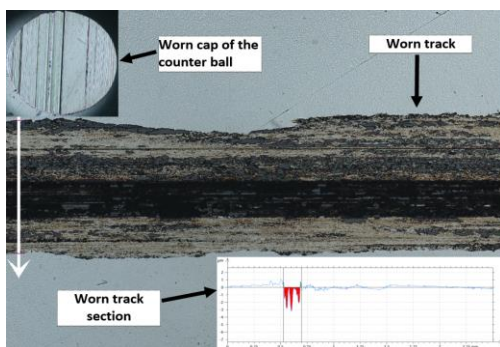 Worn cap of the
counter ball
Worn track
Worn track
section